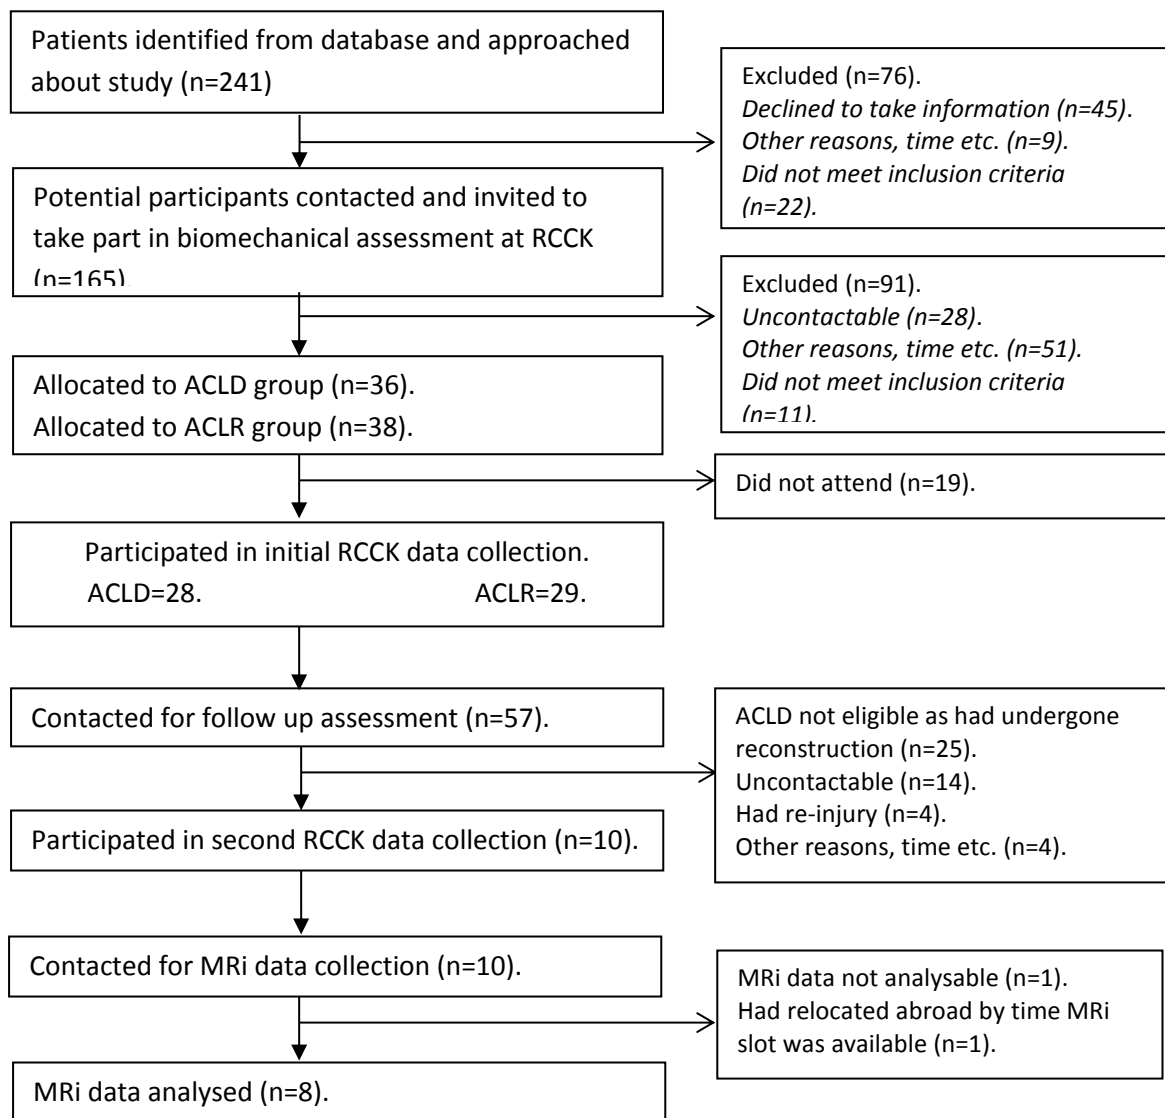 Patients identified from database and approached
about study (n=241)
Excluded (n=76).
Declined to take information (n=45).
Other reasons, time etc. (n=9).
Did not meet inclusion criteria
(n=22).
Potential participants contacted and invited to
take part in biomechanical assessment at RCCK
(n=165).
Excluded (n=91).
Uncontactable (n=28).
Other reasons, time etc. (n=51).
Did not meet inclusion criteria
(n=11).
Allocated to ACLD group (n=36).
Allocated to ACLR group (n=38).
Did not attend (n=19).
Participated in initial RCCK data collection.
ACLD=28. ACLR=29.
Contacted for follow up assessment (n=57).
ACLD not eligible as had undergone
reconstruction (n=25).
Uncontactable (n=14).
Had re-injury (n=4).
Other reasons, time etc. (n=4).
Participated in second RCCK data collection (n=10).
Contacted for MRi data collection (n=10).
MRi data not analysable (n=1).
Had relocated abroad by time MRi
slot was available (n=1).
MRi data analysed (n=8).